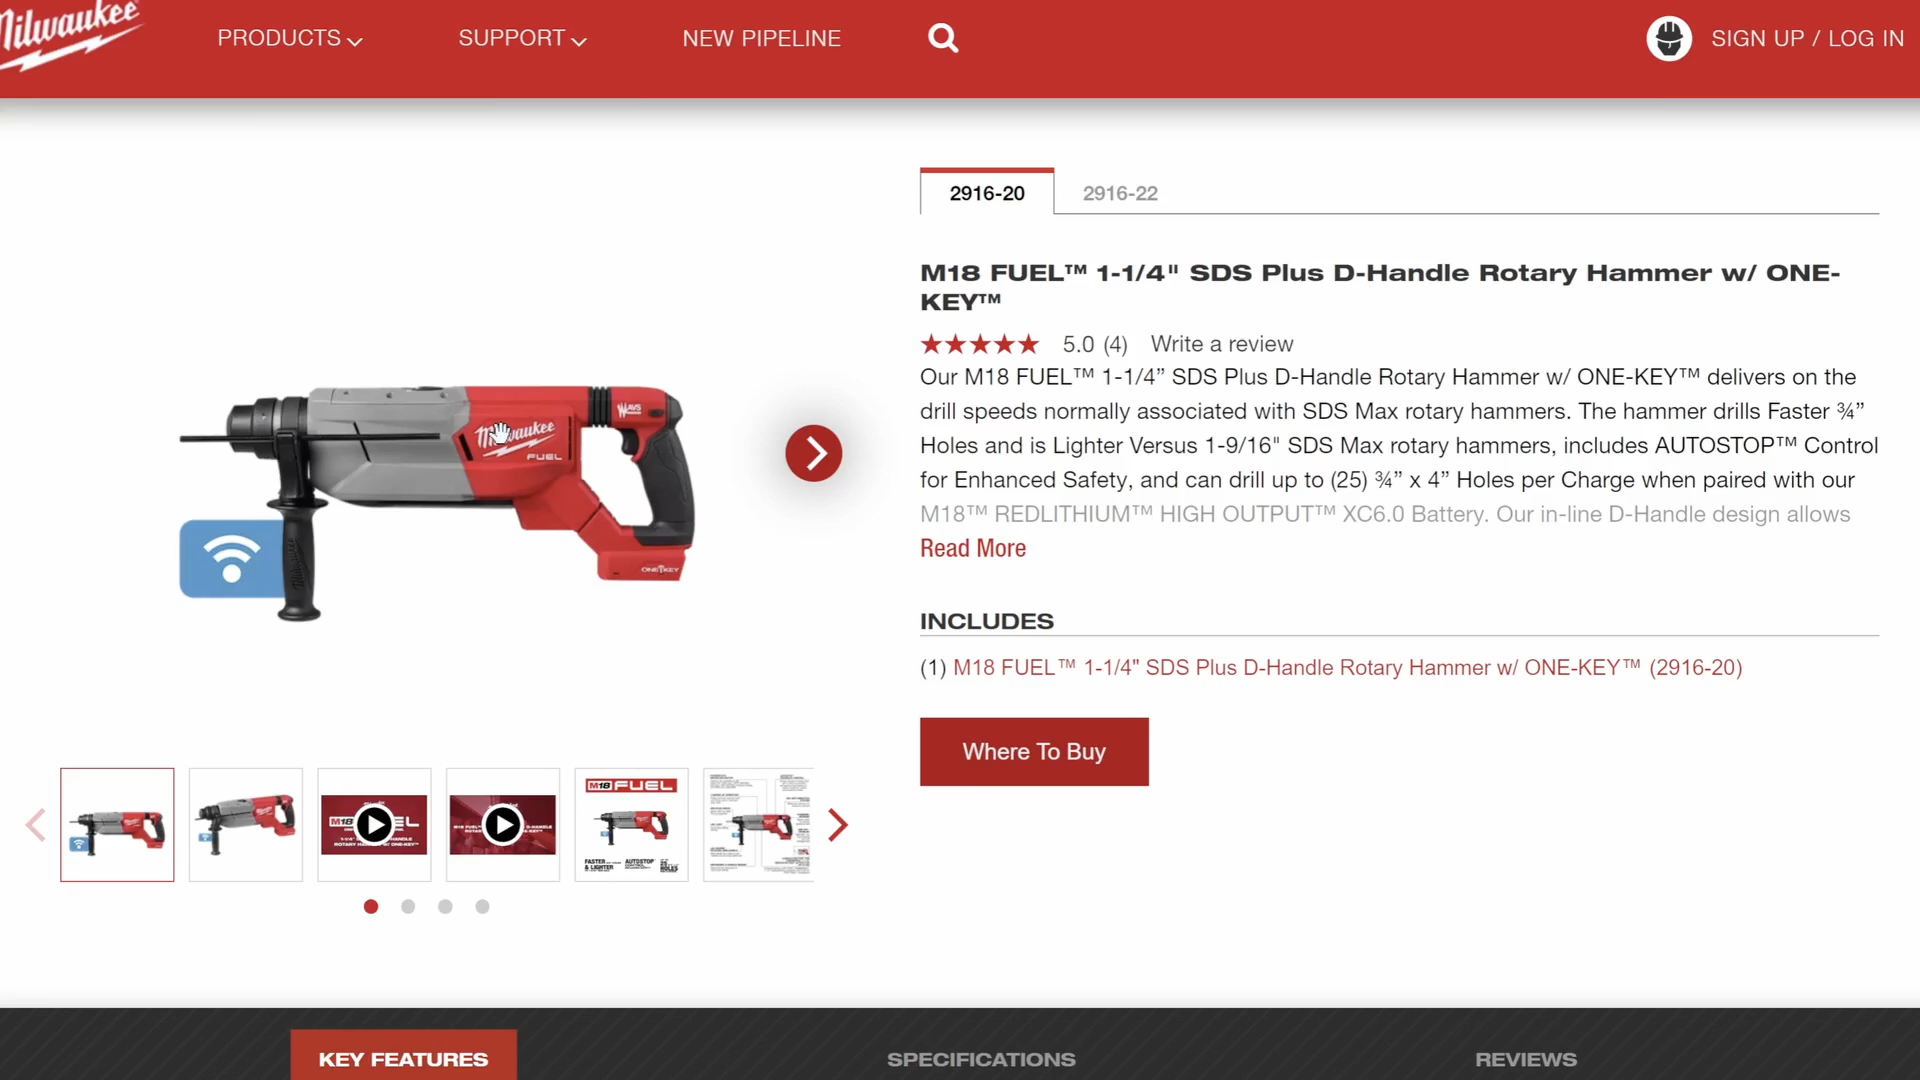 Milwaukee
PRODUCTS
SUPPORT
NEW PIPELINE
SIGN UP / LOG IN
2916-20
2916-22
M18 FUEL™ 1-1/4" SDS Plus D-Handle Rotary Hammer w/ ONE-
KEY™
5.0 (4)
Write a review
Our M18 FUEL™ 1-1/4” SDS Plus D-Handle Rotary Hammer w/ ONE-KEY™ delivers on the
drill speeds normally associated with SDS Max rotary hammers. The hammer drills Faster ¾”
Holes and is Lighter Versus 1-9/16" SDS Max rotary hammers, includes AUTOSTOP™ Control
for Enhanced Safety, and can drill up to (25) ¾” x 4” Holes per Charge when paired with our
M18™ REDLITHIUM™ HIGH OUTPUT™ XC6.0 Battery. Our in-line D-Handle design allows
Read More
INCLUDES
(1) M18 FUEL™ 1-1/4" SDS Plus D-Handle Rotary Hammer w/ ONE-KEY™ (2916-20)
Where To Buy
AVS
Milwaukee
FUEL
ONE KEY
M18 FUEL
FASTER
& LIGHTER
AUTOSTOP
HOLES
KEY FEATURES
SPECIFICATIONS
REVIEWS